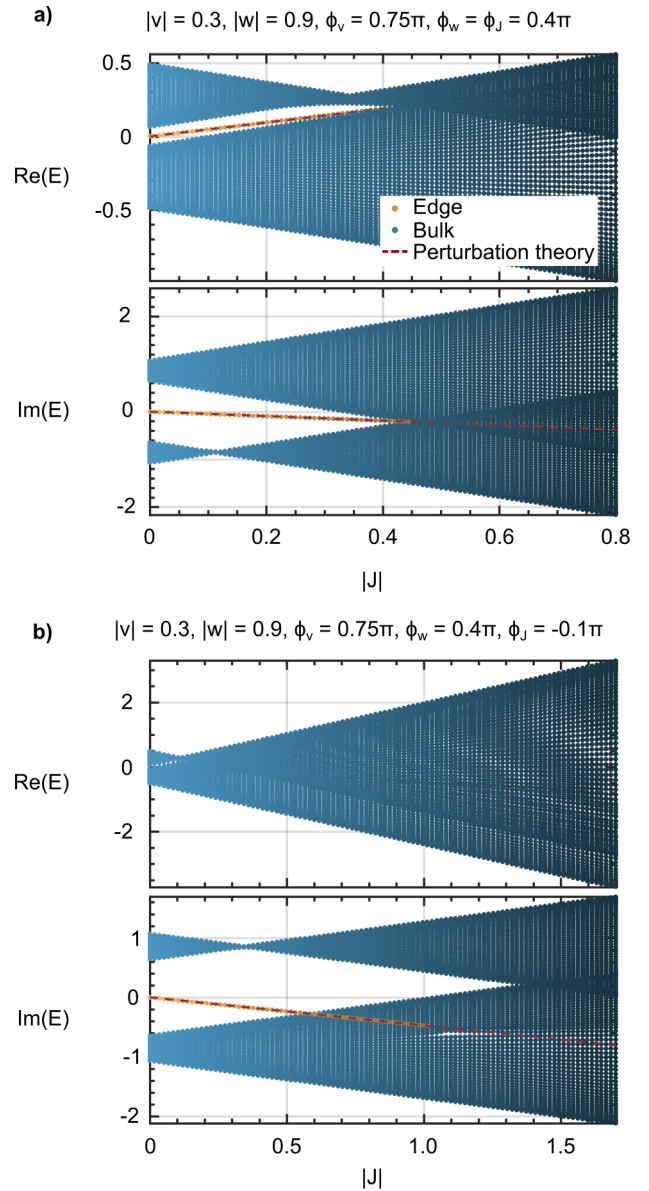 a)
|v| = 0.3, |w| = 0.9, ϕᵥ = 0.75π, ϕ_w = ϕ_J = 0.4π
0.5
0
Re(E)
-0.5
Edge
Bulk
Perturbation theory
2
Im(E)
0
-2
0 0.2 0.4 0.6 0.8
|J|
b)
|v| = 0.3, |w| = 0.9, ϕᵥ = 0.75π, ϕ_w = 0.4π, ϕ_J = -0.1π
2
Re(E)
0
-2
1
0
Im(E)
-1
-2
0 0.5 1.0 1.5
|J|